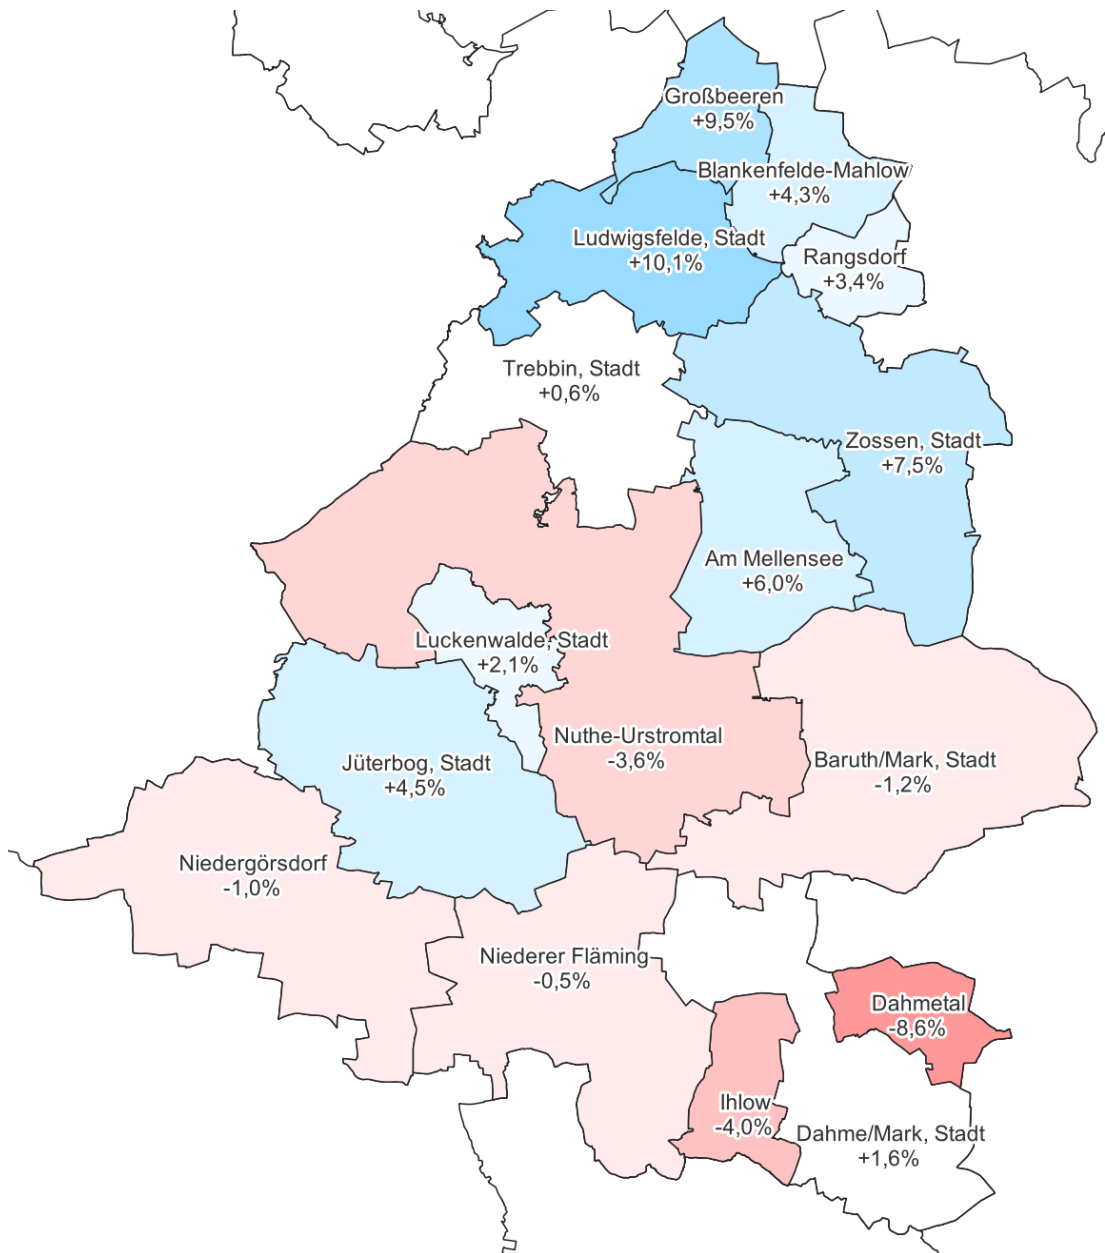 Großbeeren
+9,5%
Blankenfelde-Mahlow
+4,3%
Ludwigsfelde, Stadt
+10,1%
Rangsdorf
+3,4%
Trebbin, Stadt
+0,6%
Zossen, Stadt
+7,5%
Am Mellensee
+6,0%
Luckenwalde, Stadt
+2,1%
Nuthe-Urstromtal
-3,6%
Jüterbog, Stadt
+4,5%
Baruth/Mark, Stadt
-1,2%
Niedergörsdorf
-1,0%
Niederer Fläming
-0,5%
Dahmetal
-8,6%
Ihlow
-4,0%
Dahme/Mark, Stadt
+1,6%